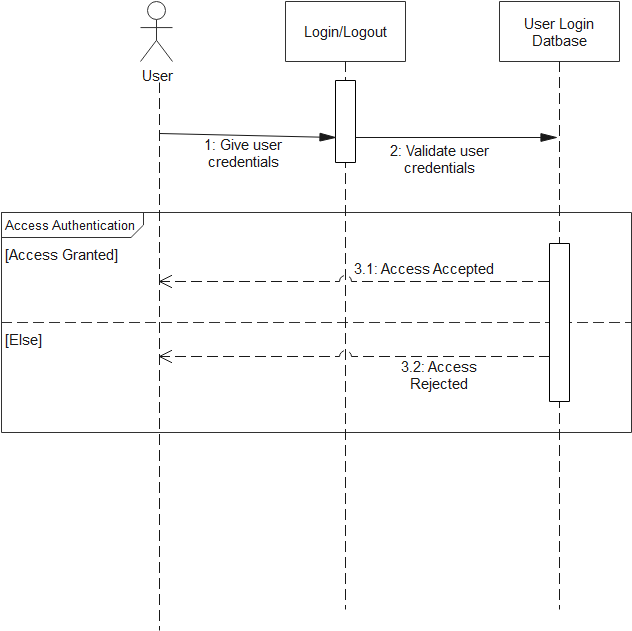 User
Login/Logout
User Login
Datbase
1: Give user
credentials
2: Validate user
credentials
Access Authentication
[Access Granted]
3.1: Access Accepted
[Else]
3.2: Access
Rejected